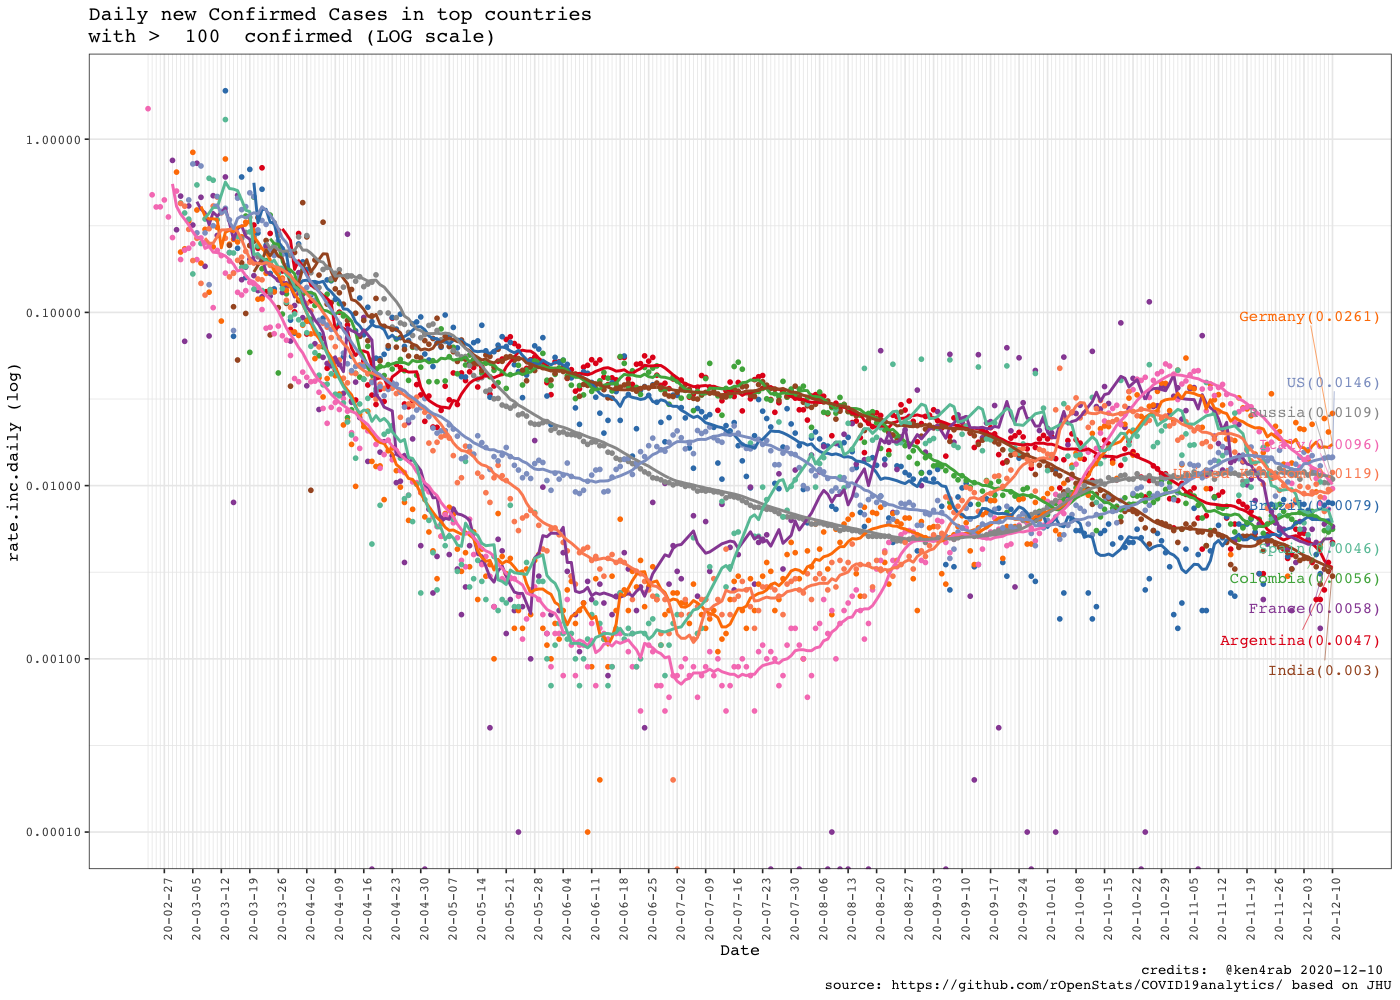 Daily new Confirmed Cases in top countries
with >  100  confirmed (LOG scale)
rate.inc.daily (log)
1.00000
0.10000
0.01000
0.00100
0.00010
Germany(0.0261)
US(0.0146)
Russia(0.0109)
Italy(0.0096)
Brazil(0.0079)
Spain(0.0046)
Colombia(0.0056)
France(0.0058)
Argentina(0.0047)
India(0.003)
20-02-27
20-03-05
20-03-12
20-03-19
20-03-26
20-04-02
20-04-09
20-04-16
20-04-23
20-04-30
20-05-07
20-05-14
20-05-21
20-05-28
20-06-04
20-06-11
20-06-18
20-06-25
20-07-02
20-07-09
20-07-16
20-07-23
20-07-30
20-08-06
20-08-13
20-08-20
20-08-27
20-09-03
20-09-10
20-09-17
20-09-24
20-10-01
20-10-08
20-10-15
20-10-22
20-10-29
20-11-05
20-11-12
20-11-19
20-11-26
20-12-03
20-12-10
Date
credits:  @ken4rab 2020-12-10
source: https://github.com/rOpenStats/COVID19analytics/ based on JHU